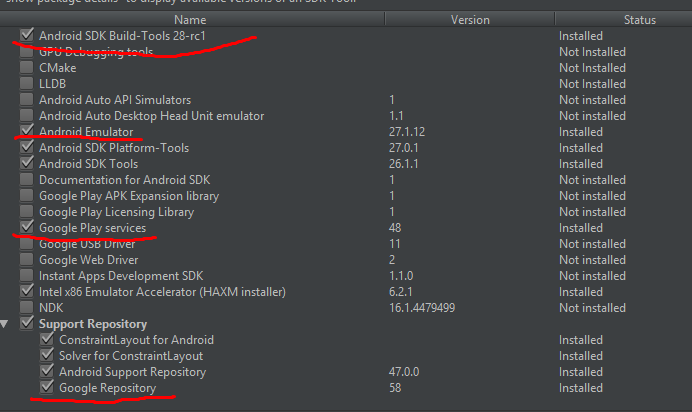 show package details" to display available versions of an SDK Tool.
Name Version Status
Android SDK Build-Tools 28-rc1 Installed
GPU Debugging tools Not Installed
CMake Not Installed
LLDB Not Installed
Android Auto API Simulators 1 Not installed
Android Auto Desktop Head Unit emulator 1.1 Not installed
Android Emulator 27.1.12 Installed
Android SDK Platform-Tools 27.0.1 Installed
Android SDK Tools 26.1.1 Installed
Documentation for Android SDK 1 Not installed
Google Play APK Expansion library 1 Not installed
Google Play Licensing Library 1 Not installed
Google Play services 48 Installed
Google USB Driver 11 Not installed
Google Web Driver 2 Not installed
Instant Apps Development SDK 1.1.0 Not installed
Intel x86 Emulator Accelerator (HAXM installer) 6.2.1 Installed
NDK 16.1.4479499 Not installed
Support Repository
ConstraintLayout for Android Installed
Solver for ConstraintLayout Installed
Android Support Repository 47.0.0 Installed
Google Repository 58 Installed